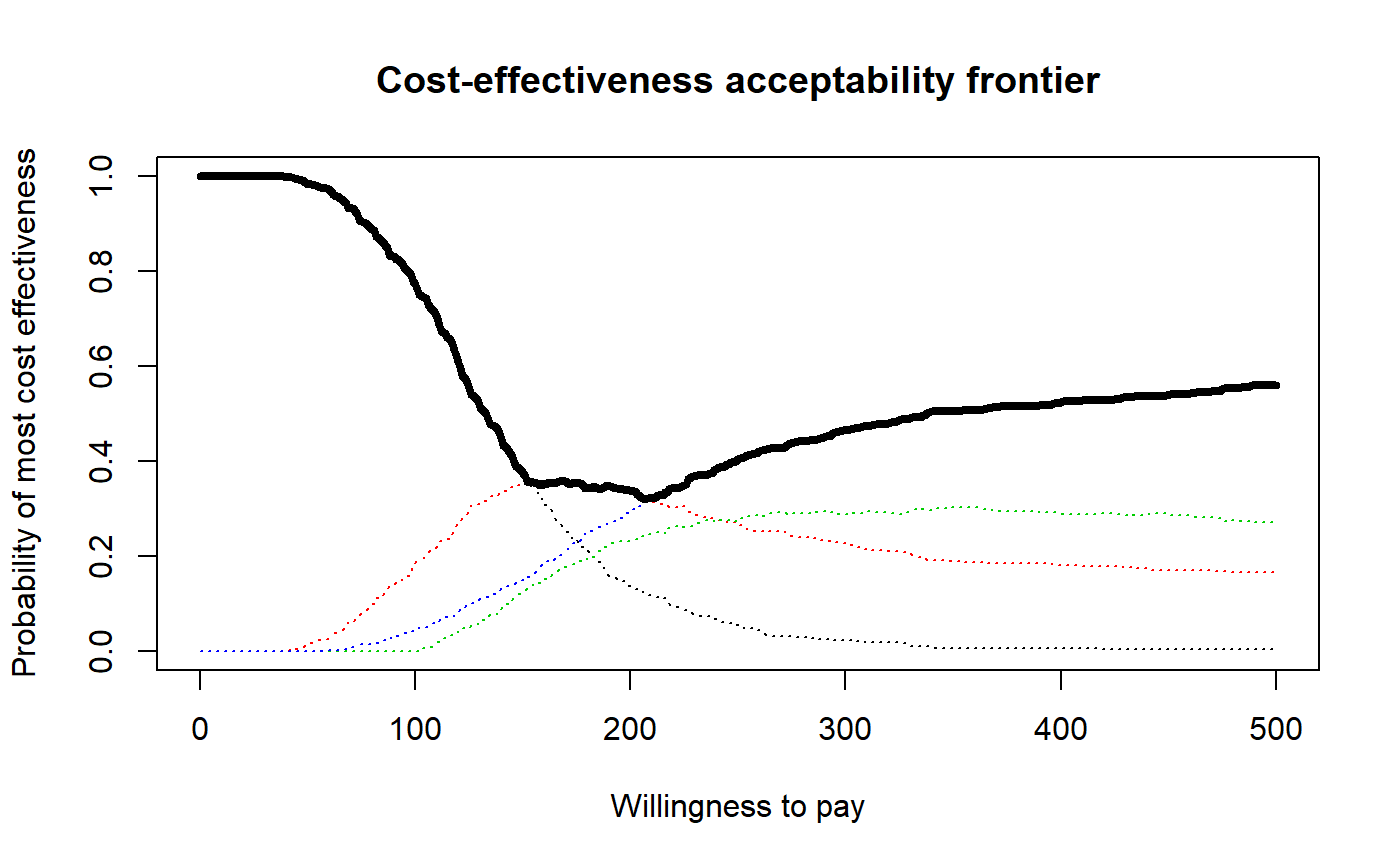 Cost-effectiveness acceptability frontier
Probability of most cost effectiveness
1.0
0.8
0.6
0.4
0.2
0.0
0 100 200 300 400 500
Willingness to pay